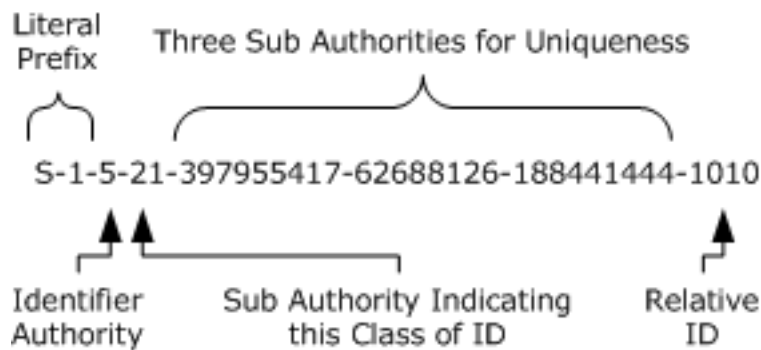 Literal
Prefix
Three Sub Authorities for Uniqueness
S-1-5-21-397955417-62688126-188441444-1010
Identifier
Authority
Sub Authority Indicating
this Class of ID
Relative
ID